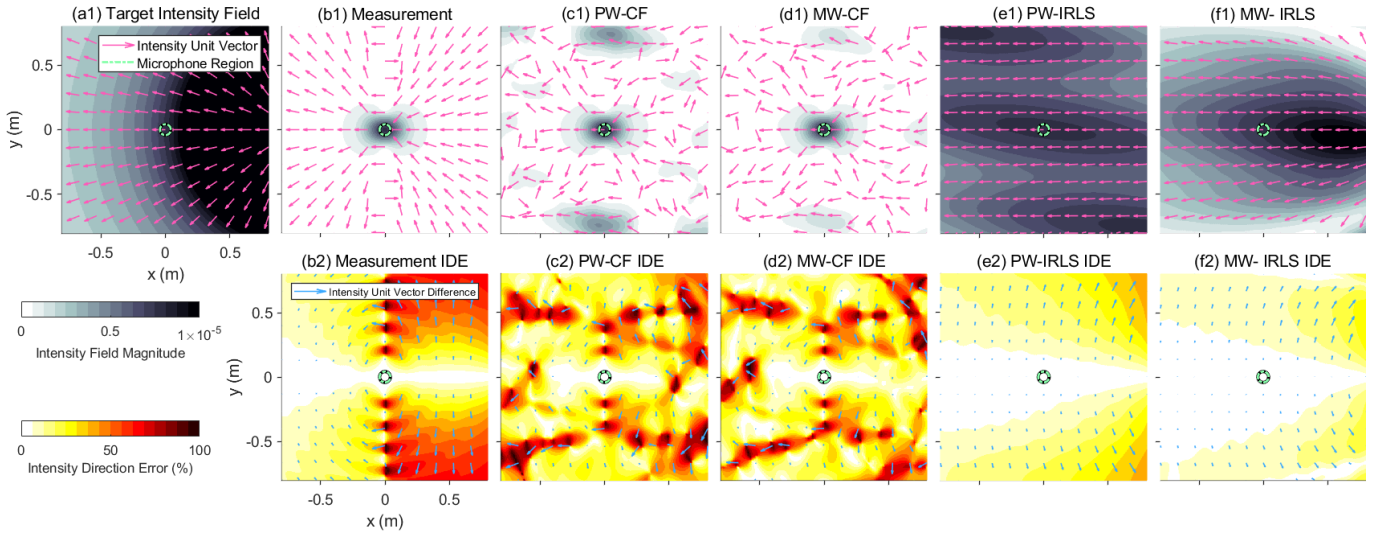 (a1) Target Intensity Field
(b1) Measurement
(c1) PW-CF
(d1) MW-CF
(e1) PW-IRLS
(f1) MW- IRLS
Intensity Unit Vector
Microphone Region
y (m)
0.5
0
-0.5
-0.5
0
0.5
x (m)
(b2) Measurement IDE
(c2) PW-CF IDE
(d2) MW-CF IDE
(e2) PW-IRLS IDE
(f2) MW- IRLS IDE
Intensity Unit Vector Difference
0
0.5
1×10⁻⁵
Intensity Field Magnitude
0
50
100
Intensity Direction Error (%)
y (m)
0.5
0
-0.5
-0.5
0
0.5
x (m)